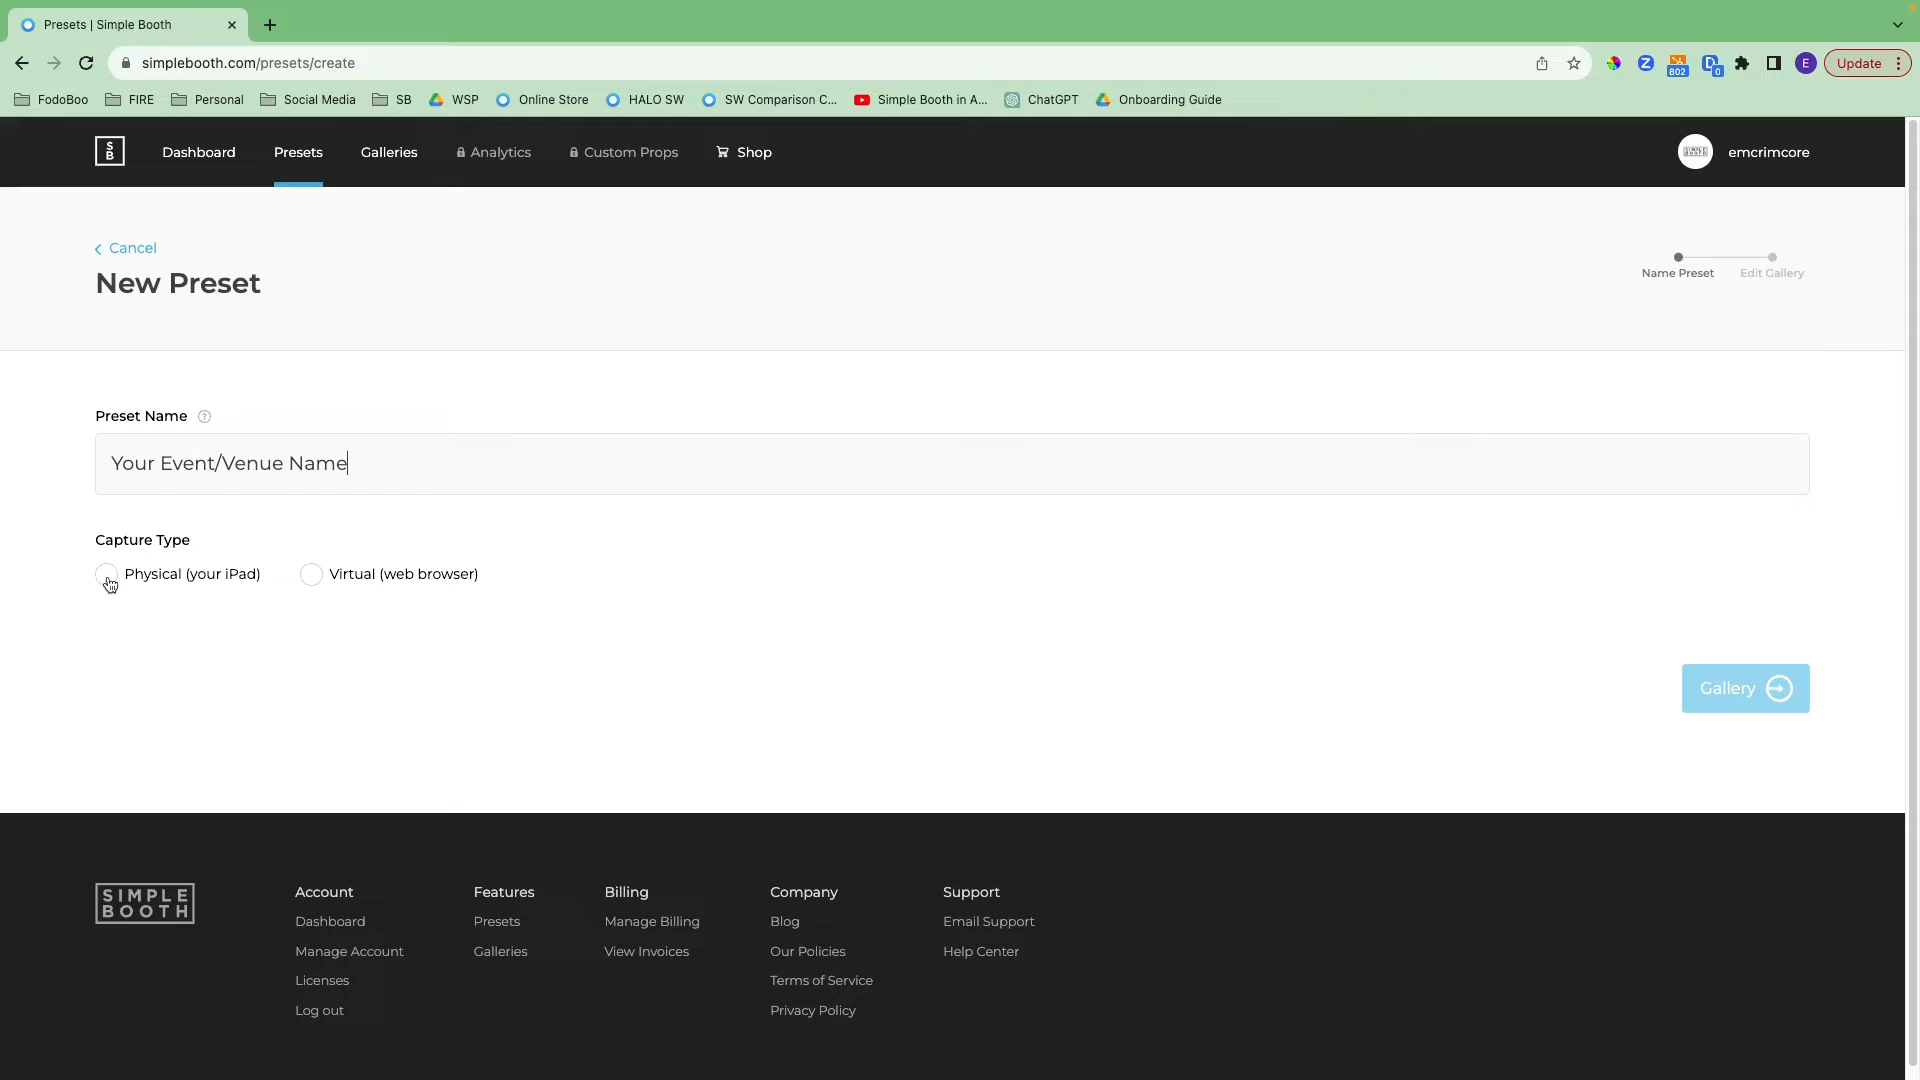 Presets | Simple Booth
simplebooth.com/presets/create
802
0
E
Update
FodoBoo
FIRE
Personal
Social Media
SB
WSP
Online Store
HALO SW
SW Comparison C...
Simple Booth in A...
ChatGPT
Onboarding Guide
S
B
Dashboard
Presets
Galleries
Analytics
Custom Props
Shop
SIMPLE
BOOTH
emcrimcore
Cancel
New Preset
Name Preset
Edit Gallery
Preset Name ?
Your Event/Venue Name
Capture Type
Physical (your iPad)
Virtual (web browser)
Gallery
SIMPLE
BOOTH
Account
Dashboard
Manage Account
Licenses
Log out
Features
Presets
Galleries
Billing
Manage Billing
View Invoices
Company
Blog
Our Policies
Terms of Service
Privacy Policy
Support
Email Support
Help Center